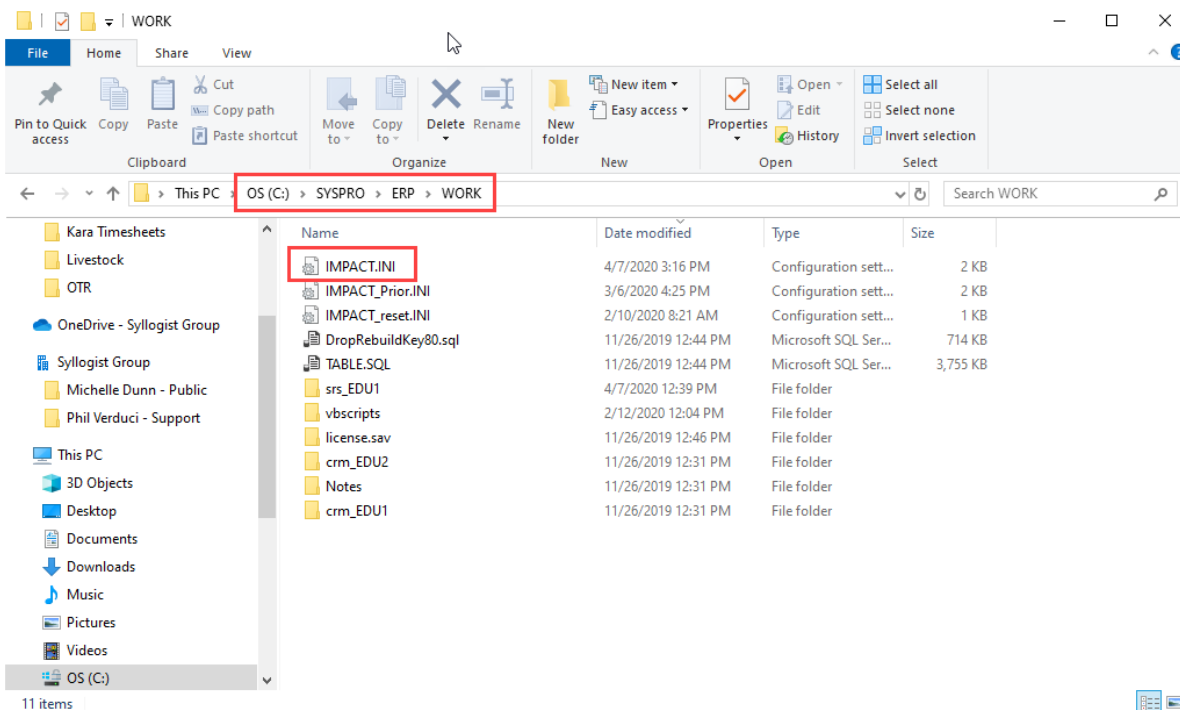 WORK
File Home Share View
Pin to Quick access
Copy
Paste
Cut
Copy path
Paste shortcut
Clipboard
Move to
Copy to
Delete
Rename
Organize
New folder
New item
Easy access
New
Properties
Open
Edit
History
Open
Select all
Select none
Invert selection
Select
This PC > OS (C:) > SYSPRO > ERP > WORK
Search WORK
Kara Timesheets
Livestock
OTR
OneDrive - Syllogist Group
Syllogist Group
Michelle Dunn - Public
Phil Verduci - Support
This PC
3D Objects
Desktop
Documents
Downloads
Music
Pictures
Videos
OS (C:)
Name Date modified Type Size
IMPACT.INI 4/7/2020 3:16 PM Configuration sett... 2 KB
IMPACT_Prior.INI 3/6/2020 4:25 PM Configuration sett... 2 KB
IMPACT_reset.INI 2/10/2020 8:21 AM Configuration sett... 1 KB
DropRebuildKey80.sql 11/26/2019 12:44 PM Microsoft SQL Ser... 714 KB
TABLE.SQL 11/26/2019 12:44 PM Microsoft SQL Ser... 3,755 KB
srs_EDU1 4/7/2020 12:39 PM File folder
vbscripts 2/12/2020 12:04 PM File folder
license.sav 11/26/2019 12:46 PM File folder
crm_EDU2 11/26/2019 12:31 PM File folder
Notes 11/26/2019 12:31 PM File folder
crm_EDU1 11/26/2019 12:31 PM File folder
11 items